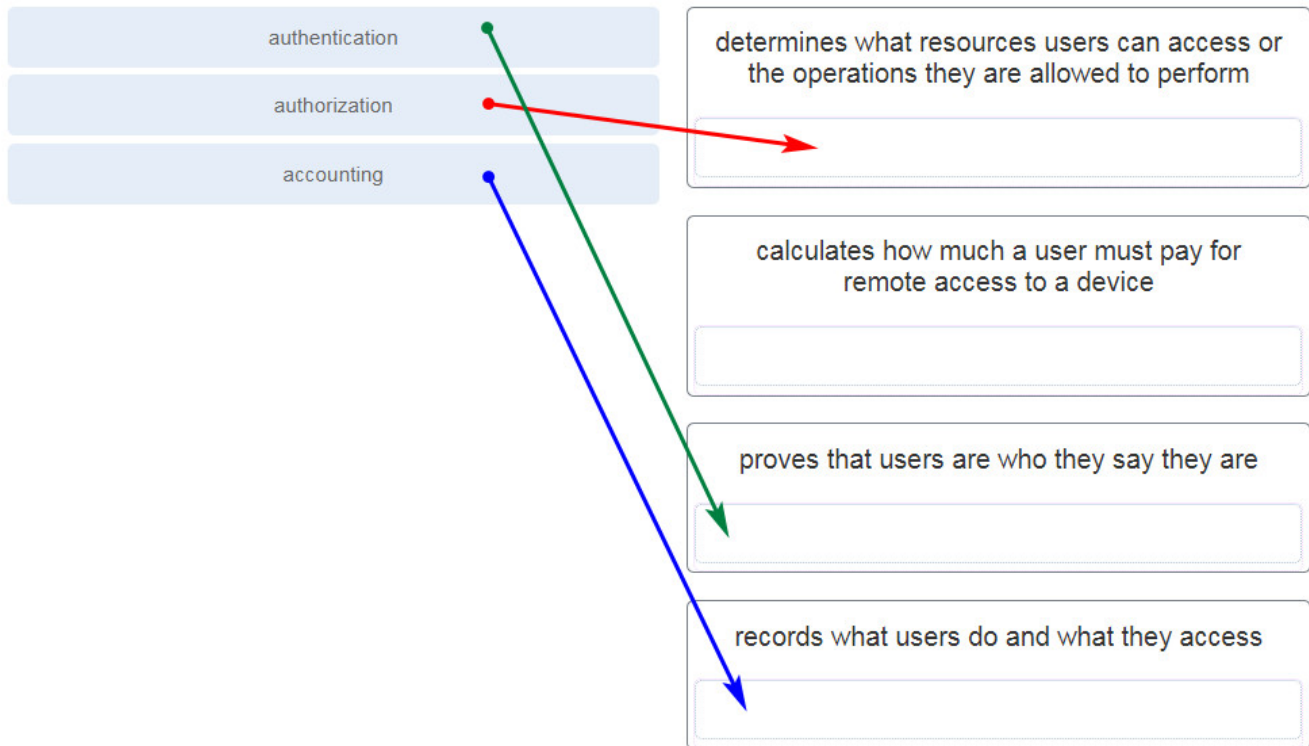 authentication
authorization
accounting
determines what resources users can access or
the operations they are allowed to perform
calculates how much a user must pay for
remote access to a device
proves that users are who they say they are
records what users do and what they access